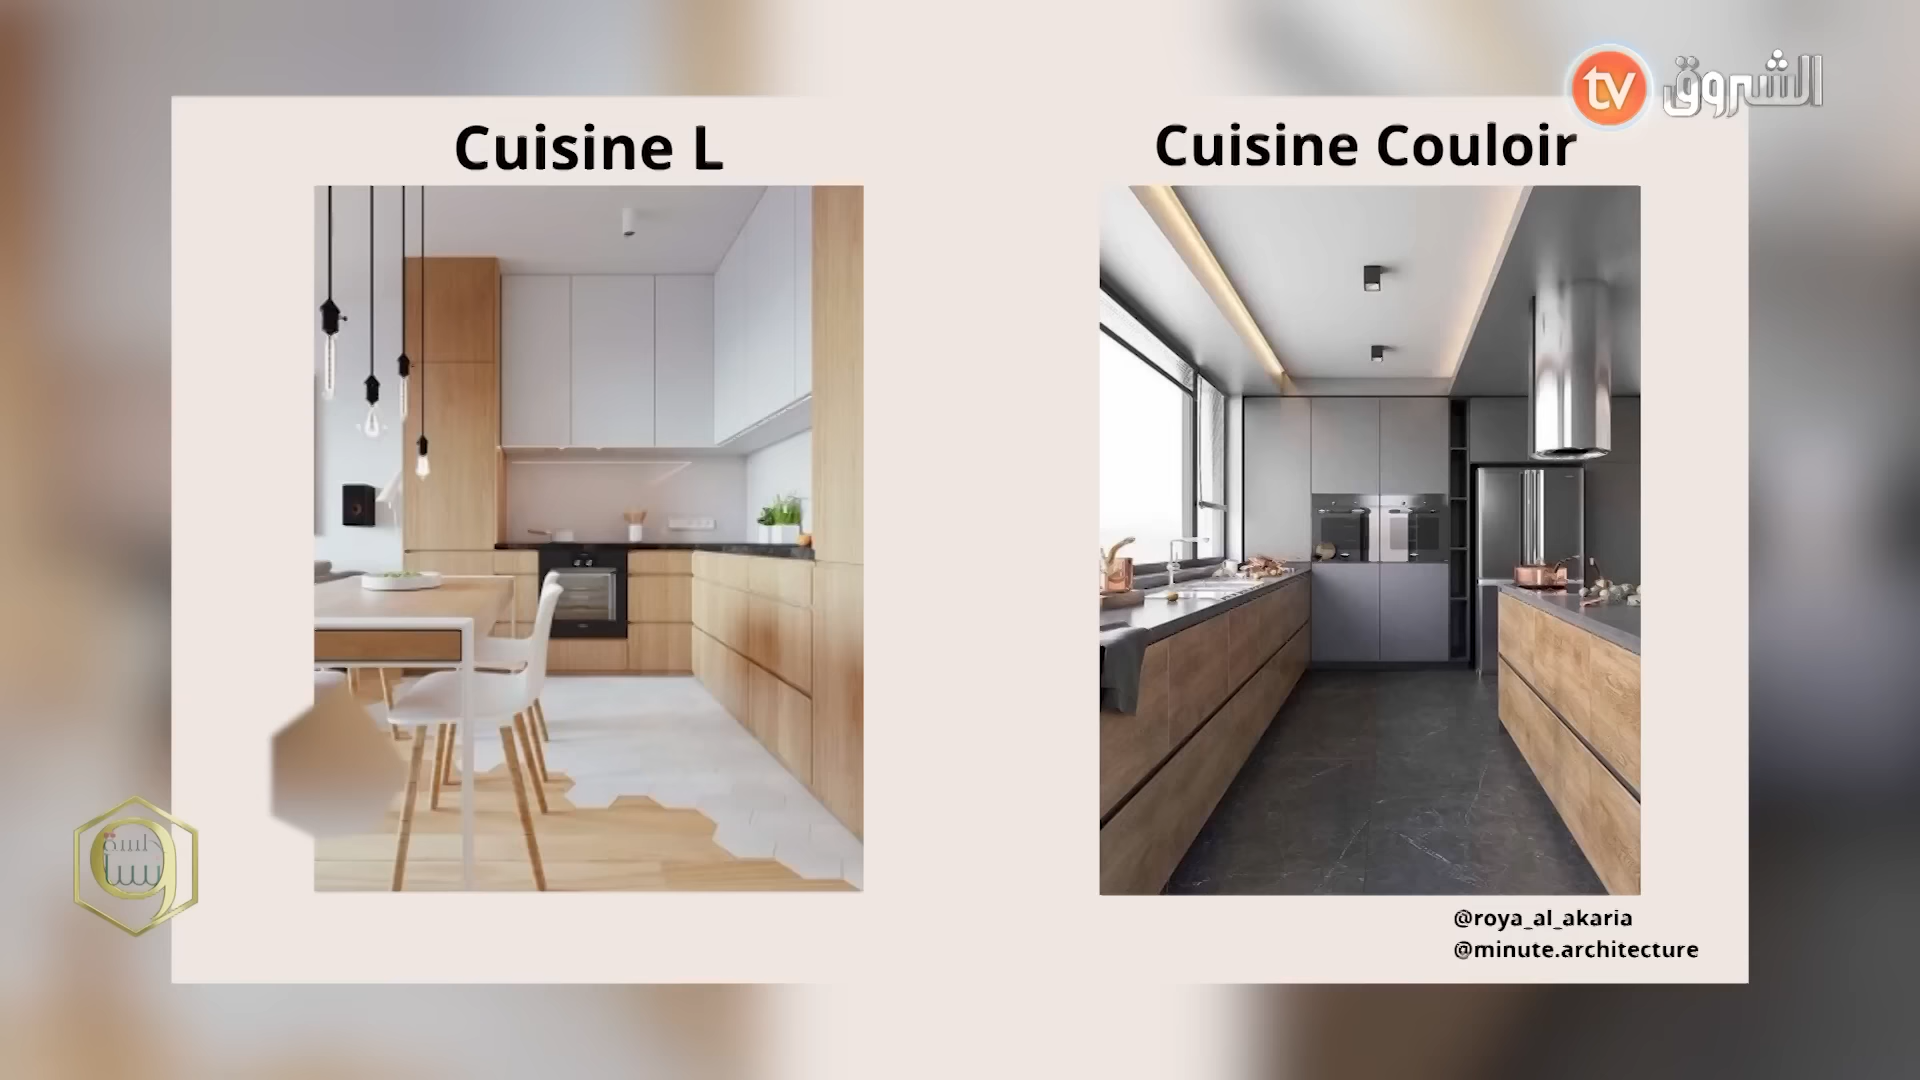 tv الشروق
Cuisine L
Cuisine Couloir
@roya_al_akaria
@minute.architecture